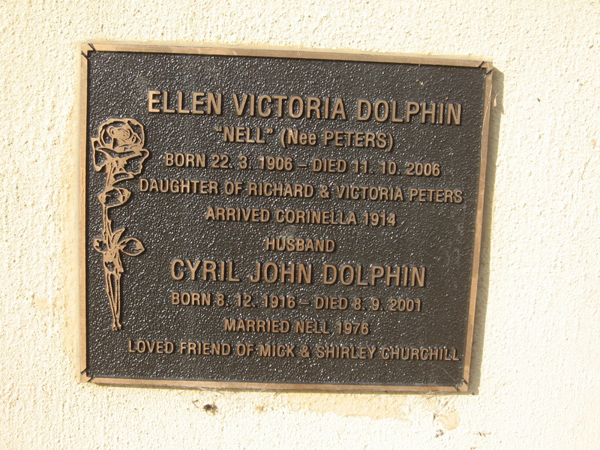 ELLEN VICTORIA DOLPHIN
"NELL" (Nee PETERS)
BORN 22. 3. 1906 – DIED 11. 10. 2006
DAUGHTER OF RICHARD & VICTORIA PETERS
ARRIVED CORINELLA 1914
HUSBAND
CYRIL JOHN DOLPHIN
BORN 8. 12. 1916 – DIED 8. 9. 2001
MARRIED NELL 1976
LOVED FRIEND OF MICK & SHIRLEY CHURCHILL